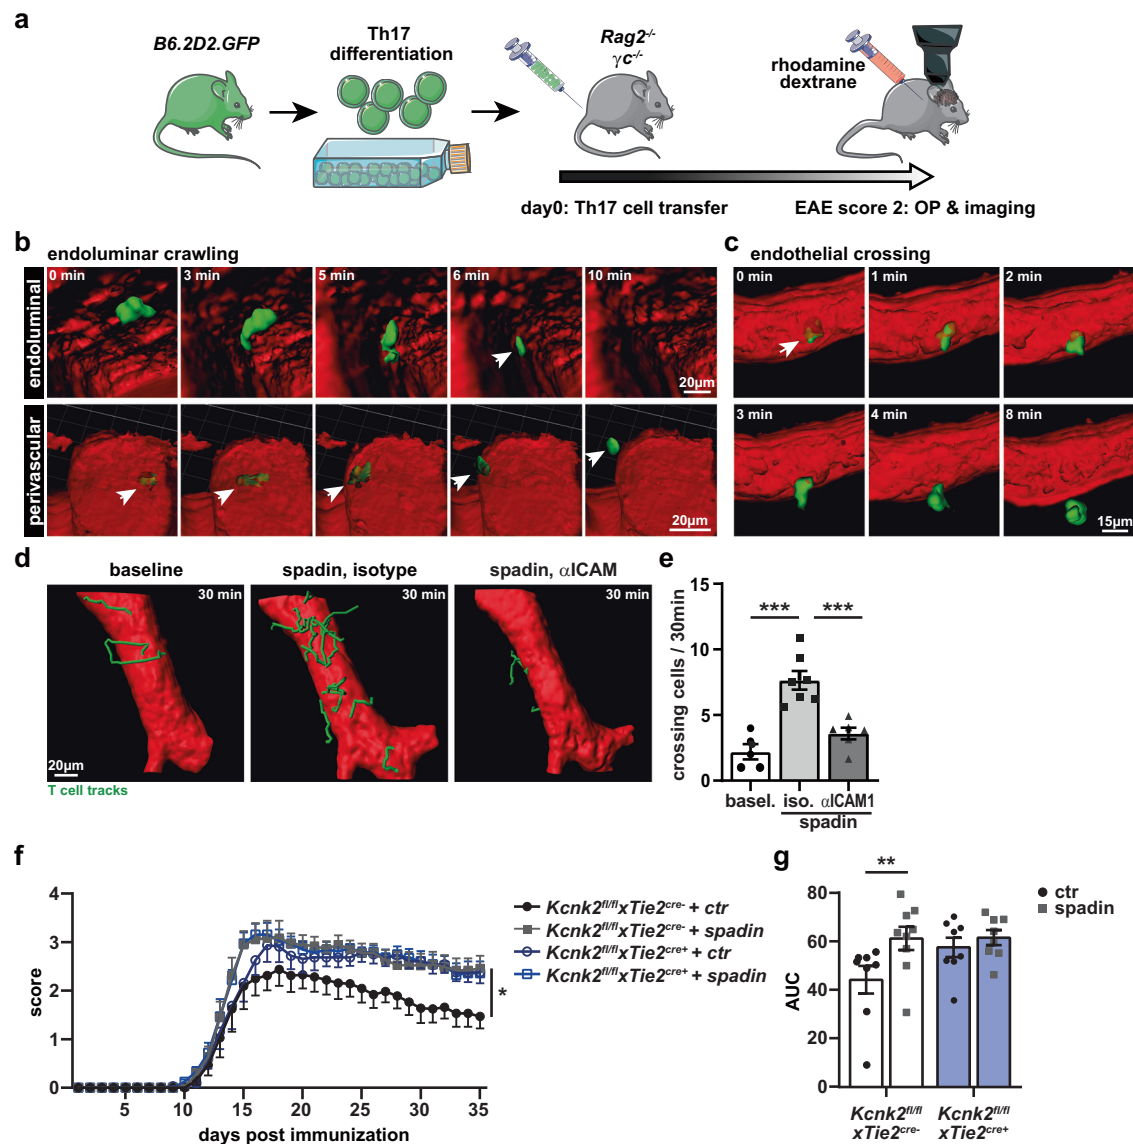 a
B6.2D2.GFP
Th17
differentiation
Rag2-/-
γc-/-
rhodamine
dextrane
day0: Th17 cell transfer
EAE score 2: OP & imaging
b
endoluminar crawling
endoluminal
0 min
3 min
5 min
6 min
10 min
20µm
perivascular
20µm
c
endothelial crossing
0 min
1 min
2 min
3 min
4 min
8 min
15µm
d
baseline
spadin, isotype
spadin, αICAM
30 min
30 min
30 min
20µm
T cell tracks
e
crossing cells / 30min
15
10
5
0
***
***
basel.
iso.
αICAM1
spadin
f
score
4
3
2
1
0
5
10
15
20
25
30
35
days post immunization
Kcnk2fl/flxTie2cre- + ctr
Kcnk2fl/flxTie2cre- + spadin
Kcnk2fl/flxTie2cre+ + ctr
Kcnk2fl/flxTie2cre+ + spadin
*
g
AUC
80
60
40
20
0
**
ctr
spadin
Kcnk2fl/fl
xTie2cre-
Kcnk2fl/fl
xTie2cre+